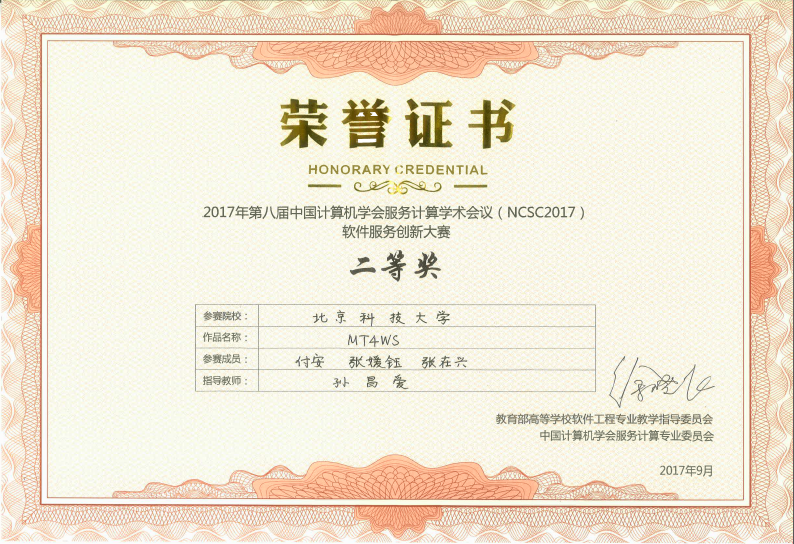 荣誉证书
HONORARY CREDENTIAL
2017年第八届中国计算机学会服务计算学术会议（NCSC2017）
软件服务创新大赛
二等奖
参赛院校： 北京科技大学
作品名称： MT4WS
参赛成员： 付安 张媛钰 张在兴
指导教师： 孙昌爱
教育部高等学校软件工程专业教学指导委员会
中国计算机学会服务计算专业委员会
2017年9月